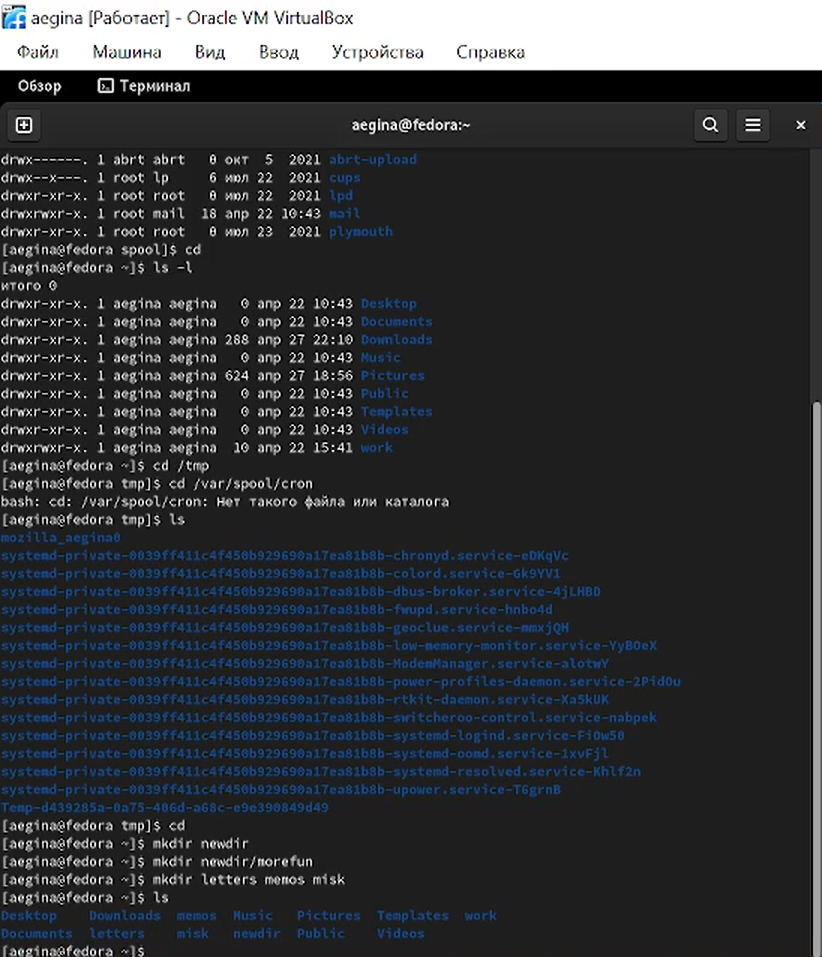 aegina [Работает] - Oracle VM VirtualBox
Файл Машина Вид Ввод Устройства Справка
Обзор Терминал
aegina@fedora:~
drwx------. 1 abrt abrt 0 окт 5 2021 abrt-upload
drwx--x---. 1 root lp 6 июл 22 2021 cups
drwxr-xr-x. 1 root root 0 июл 22 2021 lpd
drwxrwxr-x. 1 root mail 18 апр 22 10:43 mail
drwxr-xr-x. 1 root root 0 июл 23 2021 plymouth
[aegina@fedora spool]$ cd
[aegina@fedora ~]$ ls -l
итого 0
drwxr-xr-x. 1 aegina aegina 0 апр 22 10:43 Desktop
drwxr-xr-x. 1 aegina aegina 0 апр 22 10:43 Documents
drwxr-xr-x. 1 aegina aegina 288 апр 27 22:10 Downloads
drwxr-xr-x. 1 aegina aegina 0 апр 22 10:43 Music
drwxr-xr-x. 1 aegina aegina 624 апр 27 18:56 Pictures
drwxr-xr-x. 1 aegina aegina 0 апр 22 10:43 Public
drwxr-xr-x. 1 aegina aegina 0 апр 22 10:43 Templates
drwxr-xr-x. 1 aegina aegina 0 апр 22 10:43 Videos
drwxrwxr-x. 1 aegina aegina 10 апр 22 15:41 work
[aegina@fedora ~]$ cd /tmp
[aegina@fedora tmp]$ cd /var/spool/cron
bash: cd: /var/spool/cron: Нет такого файла или каталога
[aegina@fedora tmp]$ ls
mozilla_aegina0
systemd-private-0039ff411c4f450b929690a17ea81b8b-chronyd.service-eDKqVc
systemd-private-0039ff411c4f450b929690a17ea81b8b-colord.service-Gk9YV1
systemd-private-0039ff411c4f450b929690a17ea81b8b-dbus-broker.service-4jLHBD
systemd-private-0039ff411c4f450b929690a17ea81b8b-fwupd.service-hnbo4d
systemd-private-0039ff411c4f450b929690a17ea81b8b-geoclue.service-mmxjQH
systemd-private-0039ff411c4f450b929690a17ea81b8b-low-memory-monitor.service-YyBOeX
systemd-private-0039ff411c4f450b929690a17ea81b8b-ModemManager.service-alotwY
systemd-private-0039ff411c4f450b929690a17ea81b8b-power-profiles-daemon.service-2PidOu
systemd-private-0039ff411c4f450b929690a17ea81b8b-rtkit-daemon.service-Xa5kUK
systemd-private-0039ff411c4f450b929690a17ea81b8b-switcheroo-control.service-nabpek
systemd-private-0039ff411c4f450b929690a17ea81b8b-systemd-logind.service-FiOw50
systemd-private-0039ff411c4f450b929690a17ea81b8b-systemd-oomd.service-1xvFjl
systemd-private-0039ff411c4f450b929690a17ea81b8b-systemd-resolved.service-Khlf2n
systemd-private-0039ff411c4f450b929690a17ea81b8b-upower.service-T6grnB
Temp-d439285a-0a75-406d-a68c-e9e390849d49
[aegina@fedora tmp]$ cd
[aegina@fedora ~]$ mkdir newdir
[aegina@fedora ~]$ mkdir newdir/morefun
[aegina@fedora ~]$ mkdir letters memos misk
[aegina@fedora ~]$ ls
Desktop Downloads memos Music Pictures Templates work
Documents letters misk newdir Public Videos
[aegina@fedora ~]$